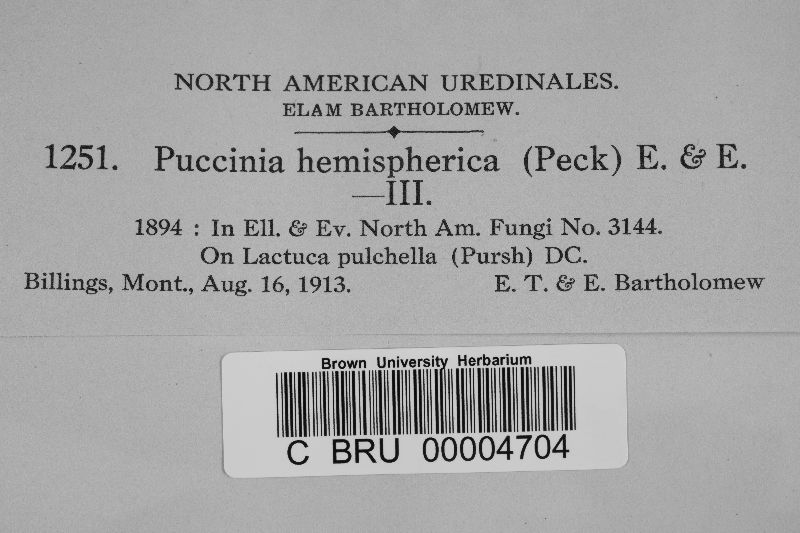 NORTH AMERICAN UREDINALES.
ELAM BARTHOLOMEW.
1251. Puccinia hemispherica (Peck) E. & E.
—III.
1894 : In Ell. & Ev. North Am. Fungi No. 3144.
On Lactuca pulchella (Pursh) DC.
Billings, Mont., Aug. 16, 1913. E. T. & E. Bartholomew
Brown University Herbarium
C BRU 00004704